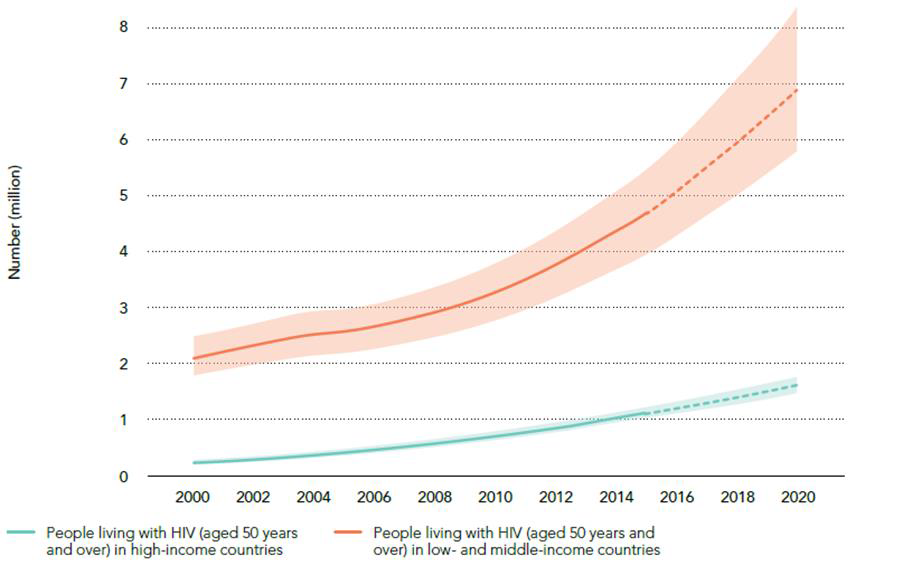 8
7
6
5
4
3
2
1
0
Number (million)
2000 2002 2004 2006 2008 2010 2012 2014 2016 2018 2020
People living with HIV (aged 50 years
and over) in high-income countries
People living with HIV (aged 50 years and
over) in low- and middle-income countries